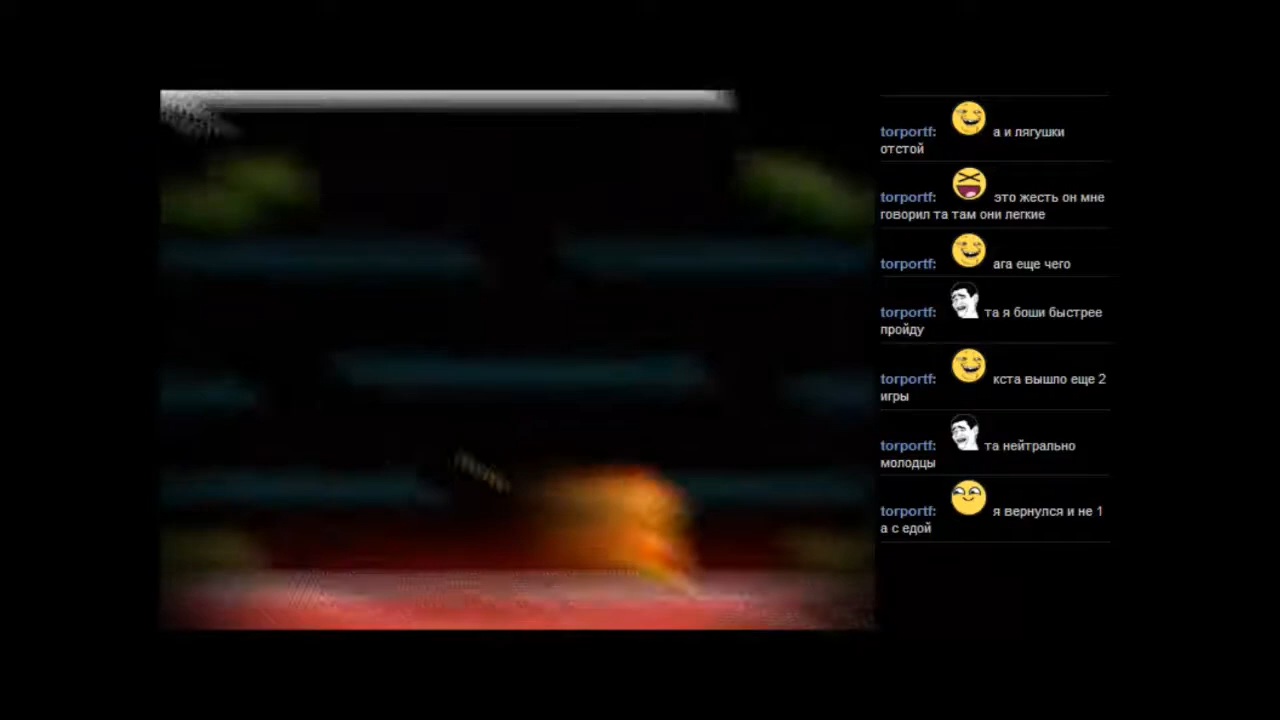 torportf: а и лягушки
отстой
torportf: это жесть он мне
говорил та там они легкие
torportf: ага еще чего
torportf: та я боши быстрее
пройду
torportf: кста вышло еще 2
игры
torportf: та нейтрально
молодцы
torportf: я вернулся и не 1
а с едой